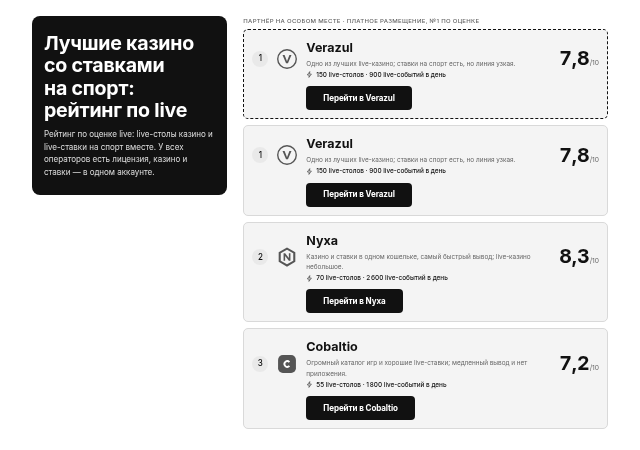 Лучшие казино
со ставками
на спорт:
рейтинг по live
Рейтинг по оценке live: live-столы казино и
live-ставки на спорт вместе. У всех
операторов есть лицензия, казино и
ставки — в одном аккаунте.
ПАРТНЁР НА ОСОБОМ МЕСТЕ · ПЛАТНОЕ РАЗМЕЩЕНИЕ, №1 ПО ОЦЕНКЕ
1
V
Verazul
Одно из лучших live-казино; ставки на спорт есть, но линия узкая.
150 live-столов · 900 live-событий в день
Перейти в Verazul
7,8/10
1
V
Verazul
Одно из лучших live-казино; ставки на спорт есть, но линия узкая.
150 live-столов · 900 live-событий в день
Перейти в Verazul
7,8/10
2
N
Nyxa
Казино и ставки в одном кошельке, самый быстрый вывод; live-казино
небольшое.
70 live-столов · 2 600 live-событий в день
Перейти в Nyxa
8,3/10
3
C
Cobaltio
Огромный каталог игр и хорошие live-ставки; медленный вывод и нет
приложения.
55 live-столов · 1 800 live-событий в день
Перейти в Cobaltio
7,2/10